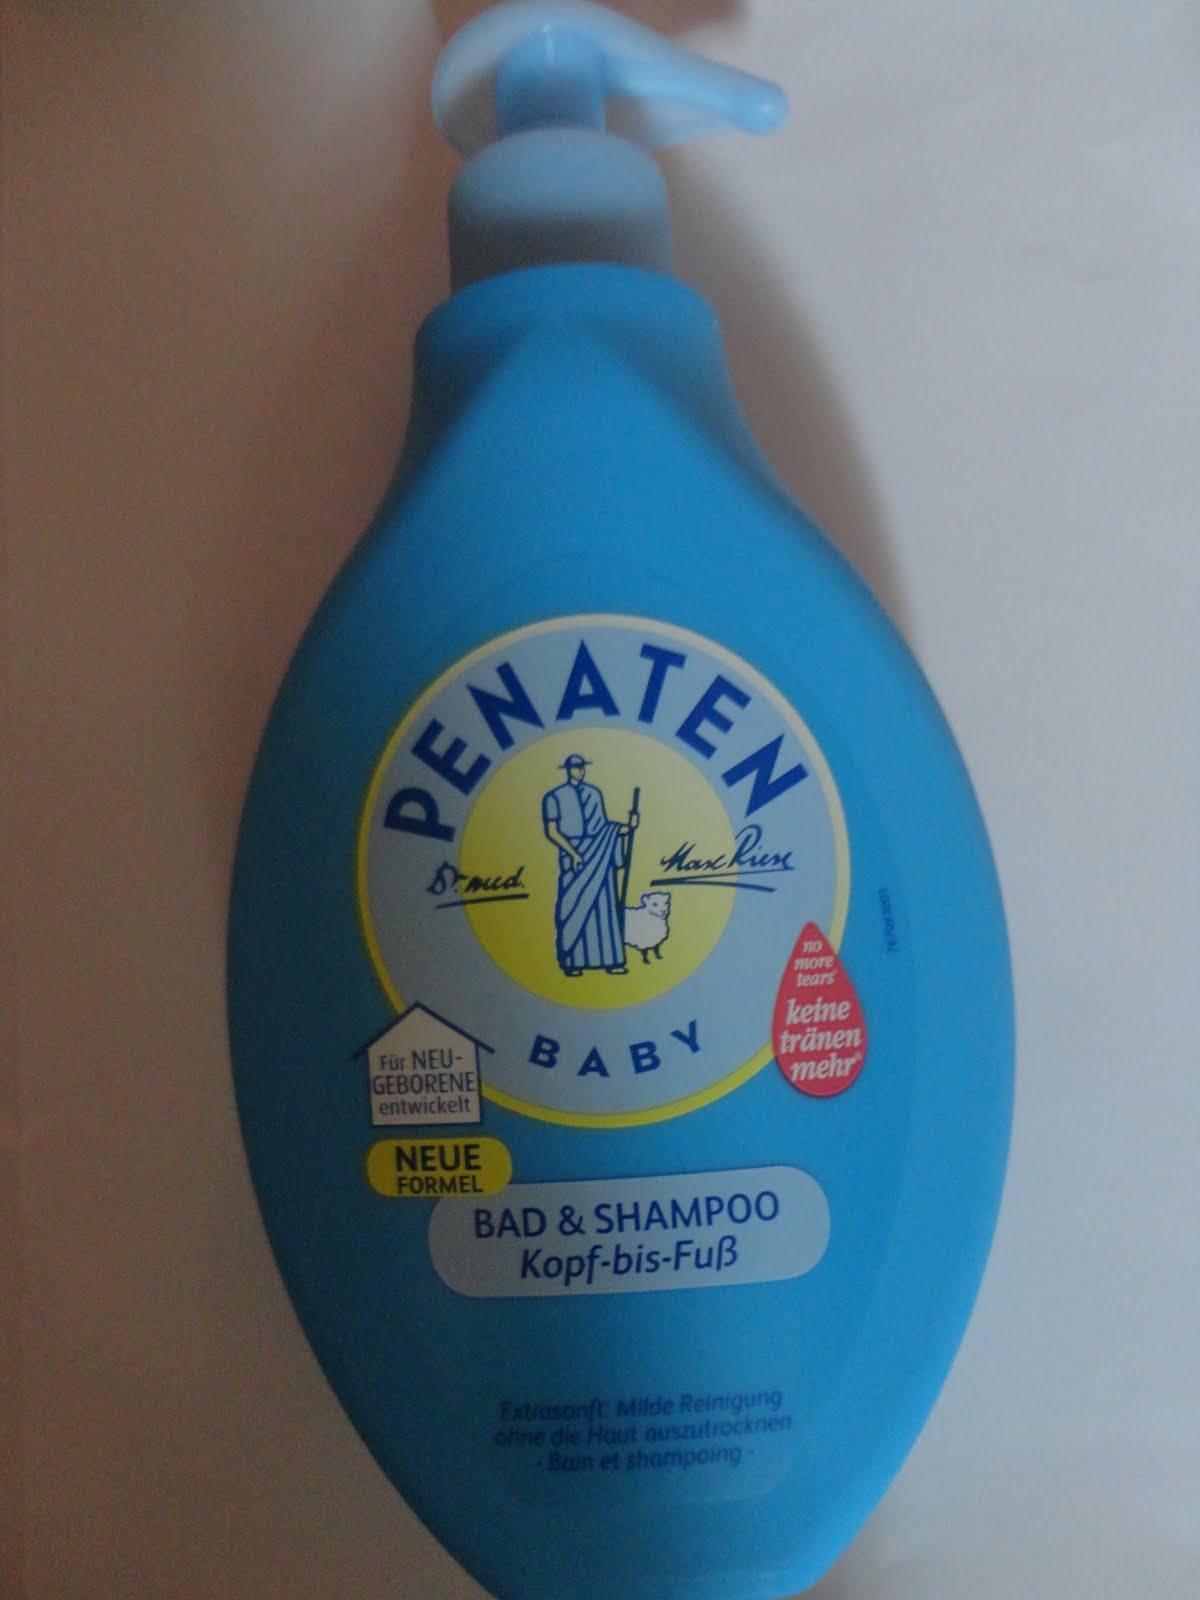 PENATEN
Dr. med.
Max Riese
BABY
no
more
tears®
keine
tränen
mehr®
Für NEU-
GEBORENE
entwickelt
NEUE
FORMEL
BAD & SHAMPOO
Kopf-bis-Fuß
Extrasanft: Milde Reinigung
ohne die Haut auszutrocknen
- Bain et shampoing -